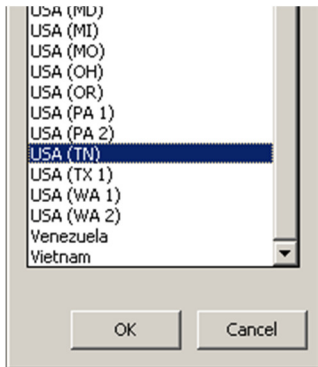 USA (MD)
USA (MI)
USA (MO)
USA (OH)
USA (OR)
USA (PA 1)
USA (PA 2)
USA (TN)
USA (TX 1)
USA (WA 1)
USA (WA 2)
Venezuela
Vietnam
OK Cancel